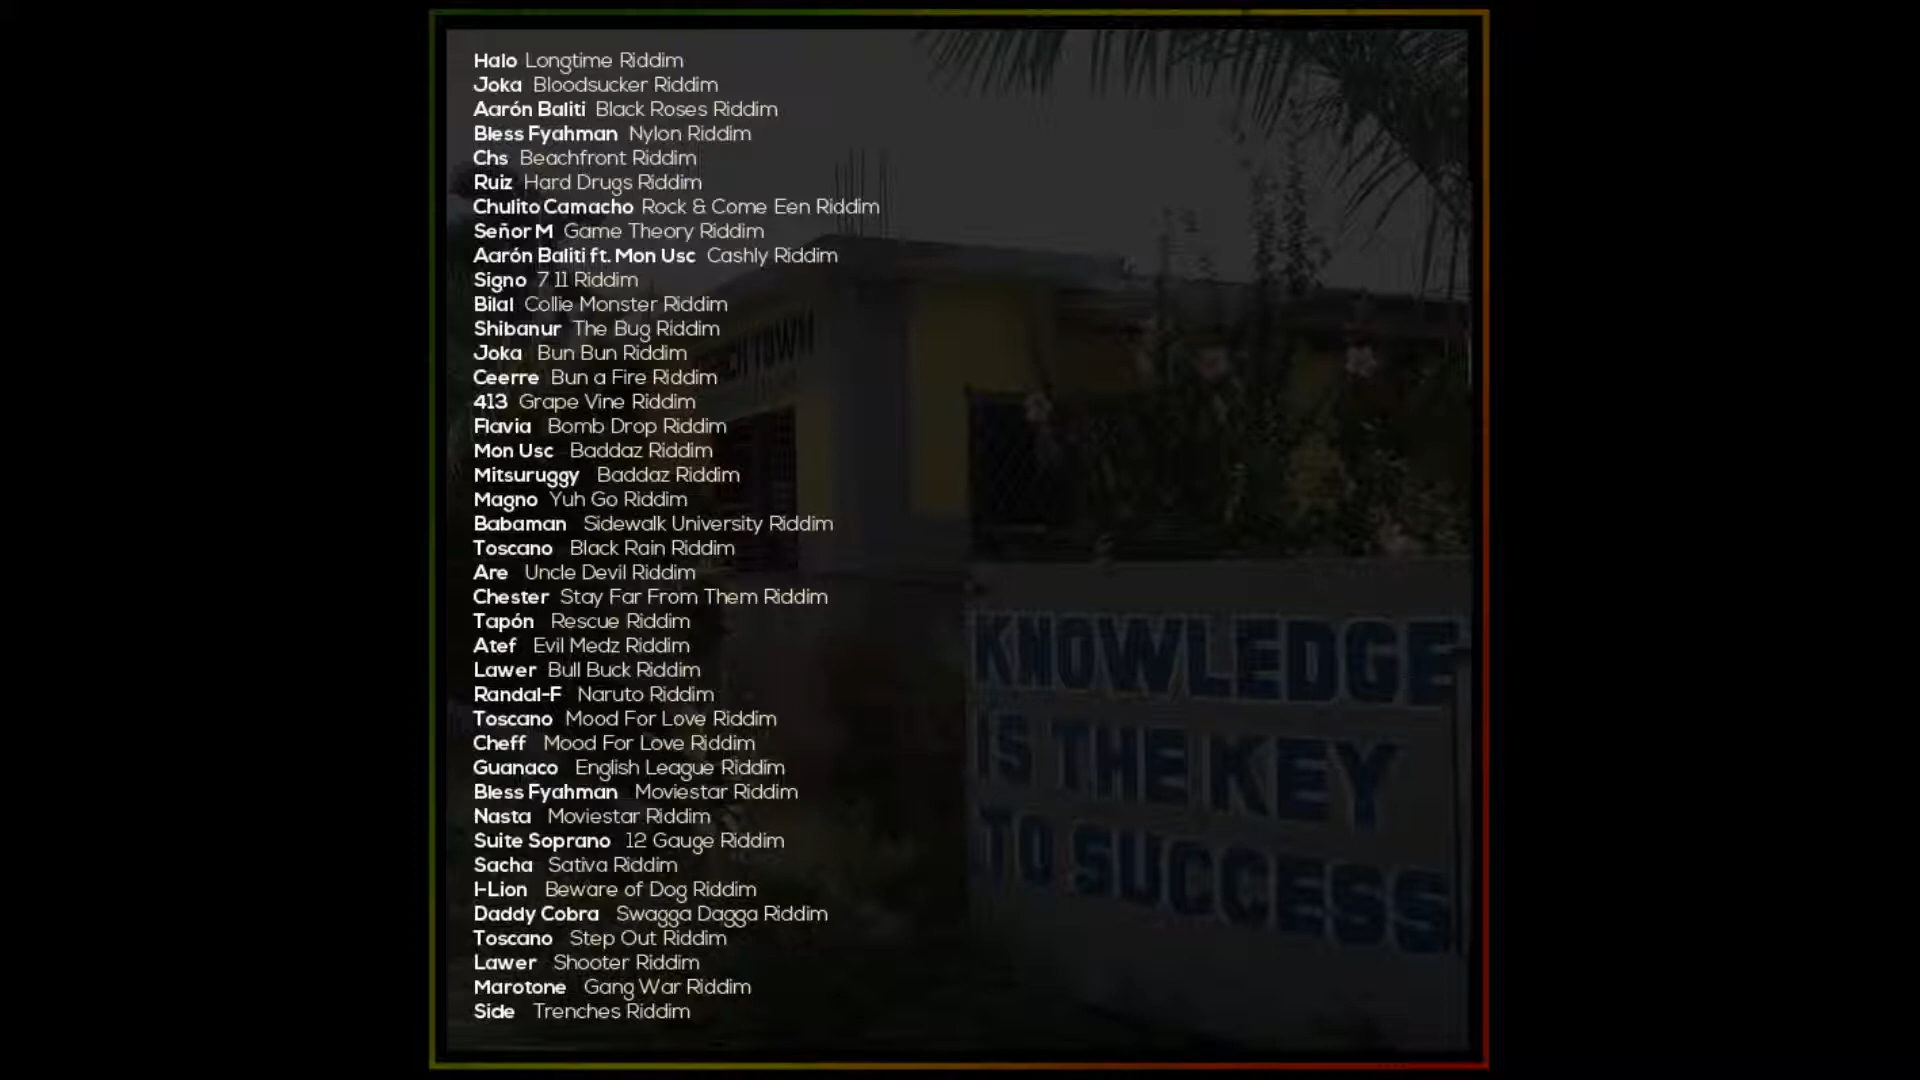 Halo Longtime Riddim
Joka Bloodsucker Riddim
Aarón Baliti Black Roses Riddim
Bless Fyahman Nylon Riddim
Chs Beachfront Riddim
Ruiz Hard Drugs Riddim
Chulito Camacho Rock & Come Een Riddim
Señor M Game Theory Riddim
Aarón Baliti ft. Mon Usc Cashly Riddim
Signo 7 11 Riddim
Bilal Collie Monster Riddim
Shibanur The Bug Riddim
Joka Bun Bun Riddim
Ceerre Bun a Fire Riddim
413 Grape Vine Riddim
Flavia Bomb Drop Riddim
Mon Usc Baddaz Riddim
Mitsuruggy Baddaz Riddim
Magno Yuh Go Riddim
Babaman Sidewalk University Riddim
Toscano Black Rain Riddim
Are Uncle Devil Riddim
Chester Stay Far From Them Riddim
Tapón Rescue Riddim
Atef Evil Medz Riddim
Lawer Bull Buck Riddim
Randal-F Naruto Riddim
Toscano Mood For Love Riddim
Cheff Mood For Love Riddim
Guanaco English League Riddim
Bless Fyahman Moviestar Riddim
Nasta Moviestar Riddim
Suite Soprano 12 Gauge Riddim
Sacha Sativa Riddim
I-Lion Beware of Dog Riddim
Daddy Cobra Swagga Dagga Riddim
Toscano Step Out Riddim
Lawer Shooter Riddim
Marotone Gang War Riddim
Side Trenches Riddim
TOWN
KNOWLEDGE
IS THE KEY
TO SUCCESS